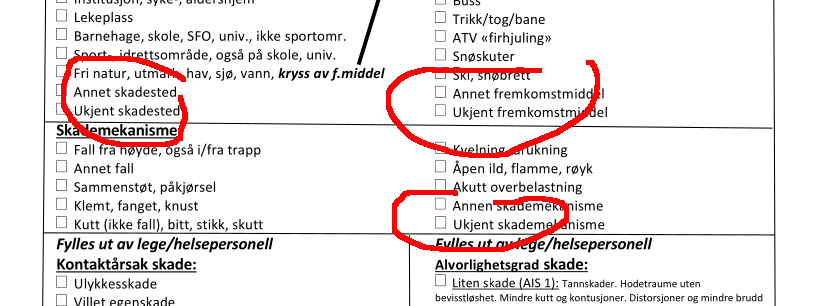 Institusjon, syke-, aldershjem
Lekeplass
Barnehage, skole, SFO, univ., ikke sportomr.
Sport-, idrettsområde, også på skole, univ.
Fri natur, utmark, hav, sjø, vann, kryss av f.middel
Annet skadested
Ukjent skadested
Buss
Trikk/tog/bane
ATV «firhjuling»
Snøskuter
Ski, snøbrett
Annet fremkomstmiddel
Ukjent fremkomstmiddel
Skademekanisme
Fall fra høyde, også i/fra trapp
Annet fall
Sammenstøt, påkjørsel
Klemt, fanget, knust
Kutt (ikke fall), bitt, stikk, skutt
Kvelning, drukning
Åpen ild, flamme, røyk
Akutt overbelastning
Annen skademekanisme
Ukjent skademekanisme
Fylles ut av lege/helsepersonell
Kontaktårsak skade:
Ulykkesskade
Villet egenskade
Fylles ut av lege/helsepersonell
Alvorlighetsgrad skade:
Liten skade (AIS 1): Tannskader. Hodetraume uten
bevisstløshet. Mindre kutt og kontusjoner. Distorsjoner og mindre brudd